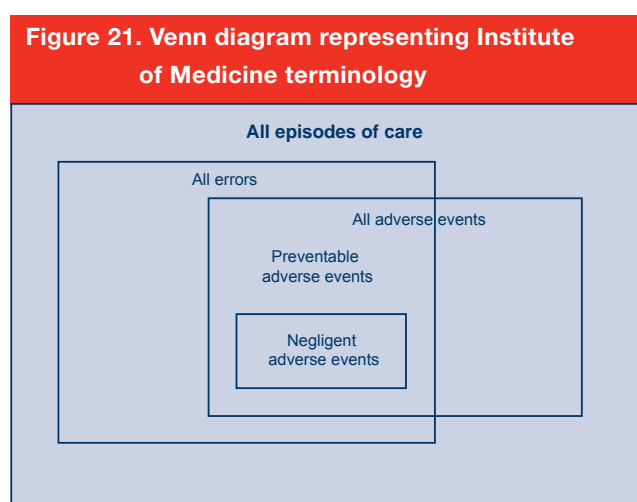 Figure 21. Venn diagram representing Institute
of Medicine terminology
All episodes of care
All errors
All adverse events
Preventable
adverse events
Negligent
adverse events